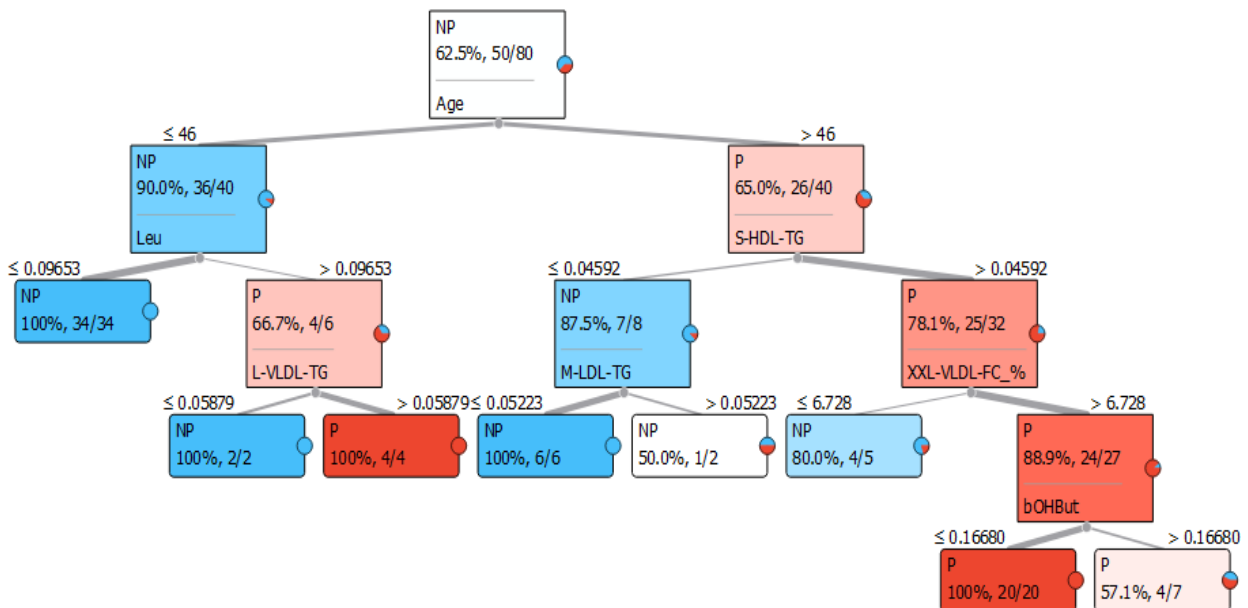 NP
62.5%, 50/80
Age
≤ 46
> 46
NP
90.0%, 36/40
Leu
P
65.0%, 26/40
S-HDL-TG
≤ 0.09653
> 0.09653
≤ 0.04592
> 0.04592
NP
100%, 34/34
P
66.7%, 4/6
L-VLDL-TG
NP
87.5%, 7/8
M-LDL-TG
P
78.1%, 25/32
XXL-VLDL-FC_%
≤ 0.05879
> 0.05879
≤ 0.05223
> 0.05223
≤ 6.728
> 6.728
NP
100%, 2/2
P
100%, 4/4
NP
100%, 6/6
NP
50.0%, 1/2
NP
80.0%, 4/5
P
88.9%, 24/27
bOHBut
≤ 0.16680
> 0.16680
P
100%, 20/20
P
57.1%, 4/7